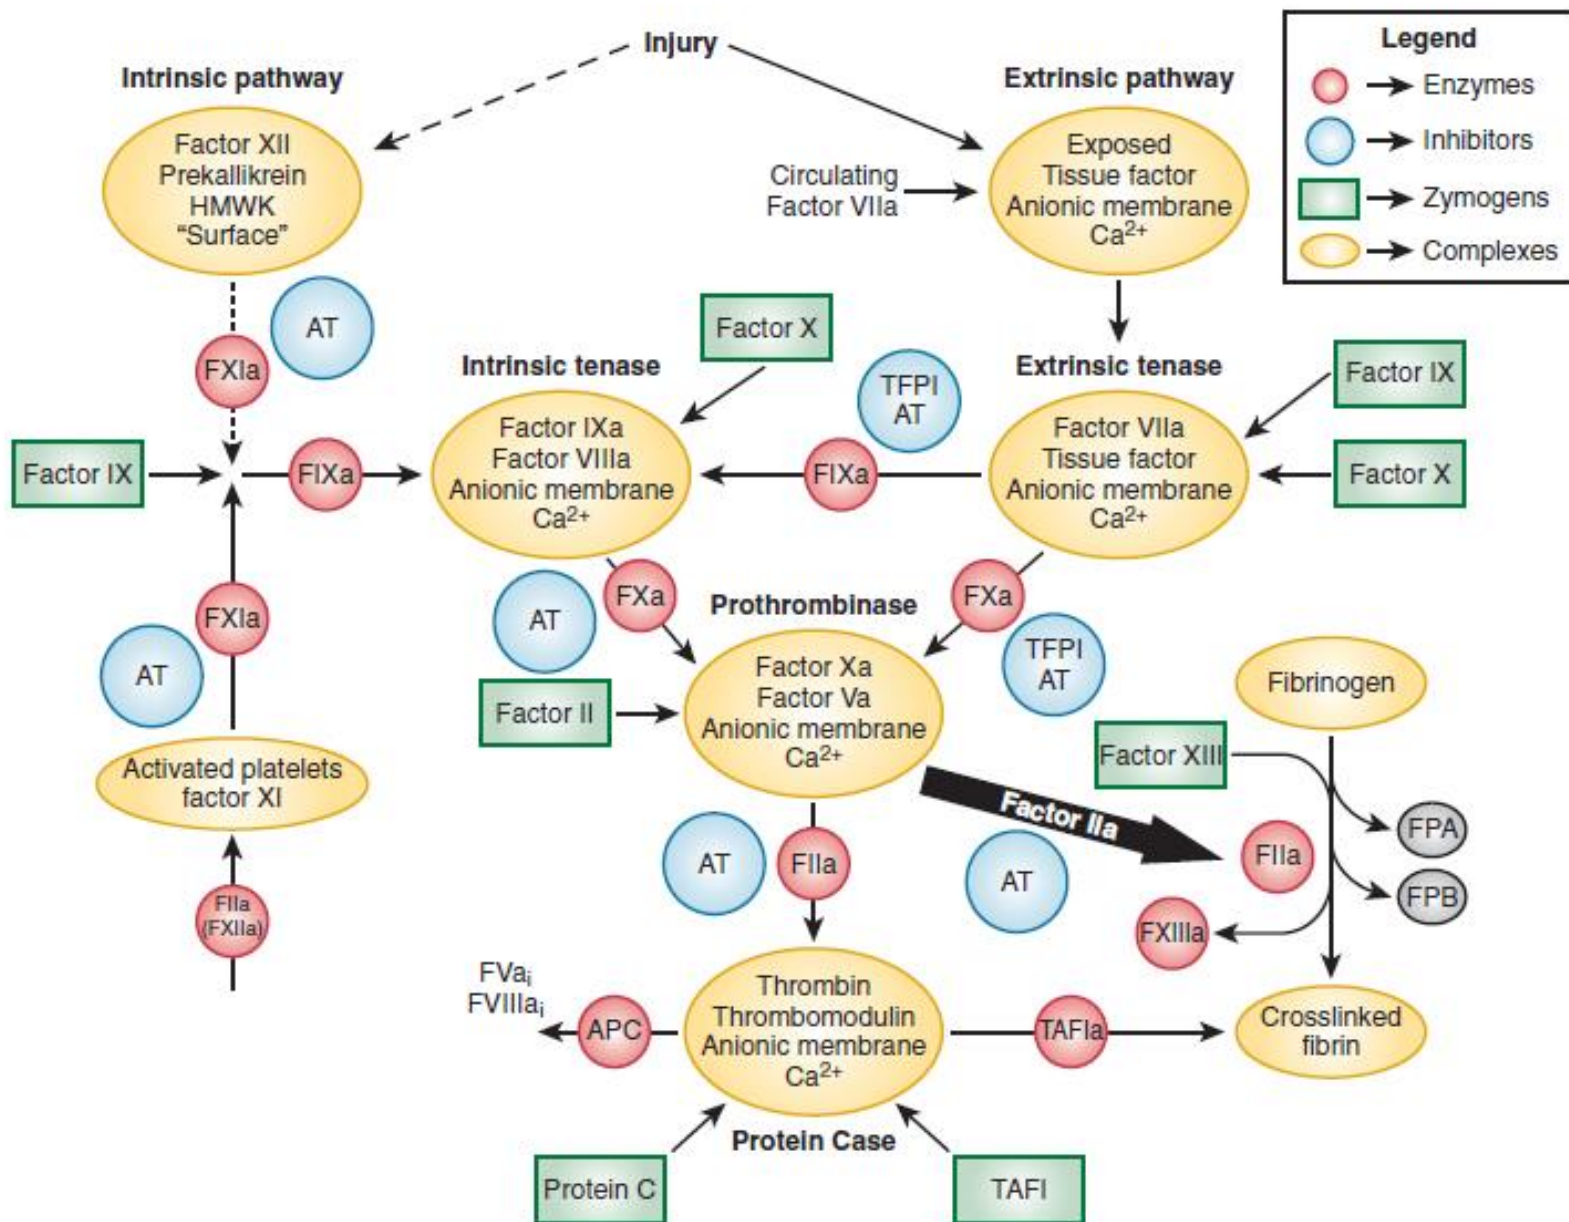 Injury
Intrinsic pathway
Factor XII
Prekallikrein
HMWK
“Surface”
Extrinsic pathway
Circulating
Factor VIIa
Exposed
Tissue factor
Anionic membrane
Ca²⁺
Legend
Enzymes
Inhibitors
Zymogens
Complexes
AT
FXIa
Factor X
Intrinsic tenase
Factor IXa
Factor VIIIa
Anionic membrane
Ca²⁺
TFPI
AT
Extrinsic tenase
Factor VIIa
Tissue factor
Anionic membrane
Ca²⁺
Factor IX
Factor X
Factor IX
FIXa
FIXa
FXIa
AT
Activated platelets
factor XI
FIIa
(FXIIa)
AT
FXa
Prothrombinase
FXa
TFPI
AT
Factor II
Factor Xa
Factor Va
Anionic membrane
Ca²⁺
Fibrinogen
Factor XIII
Factor IIa
FPA
FPB
AT
FIIa
AT
FIIa
FXIIIa
FVaᵢ
FVIIIaᵢ
APC
Thrombin
Thrombomodulin
Anionic membrane
Ca²⁺
TAFIa
Crosslinked
fibrin
Protein Case
Protein C
TAFI